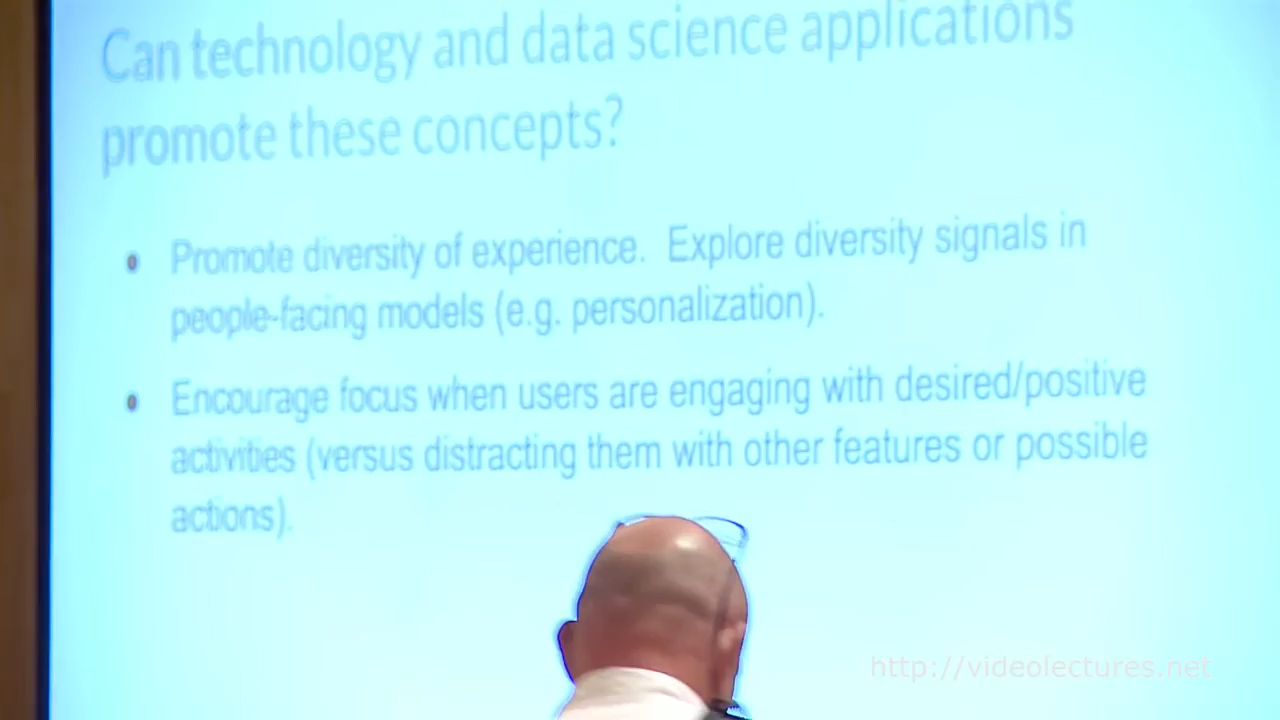 Can technology and data science applications
promote these concepts?
Promote diversity of experience. Explore diversity signals in
people-facing models (e.g. personalization).
Encourage focus when users are engaging with desired/positive
activities (versus distracting them with other features or possible
actions).
http://videolectures.net